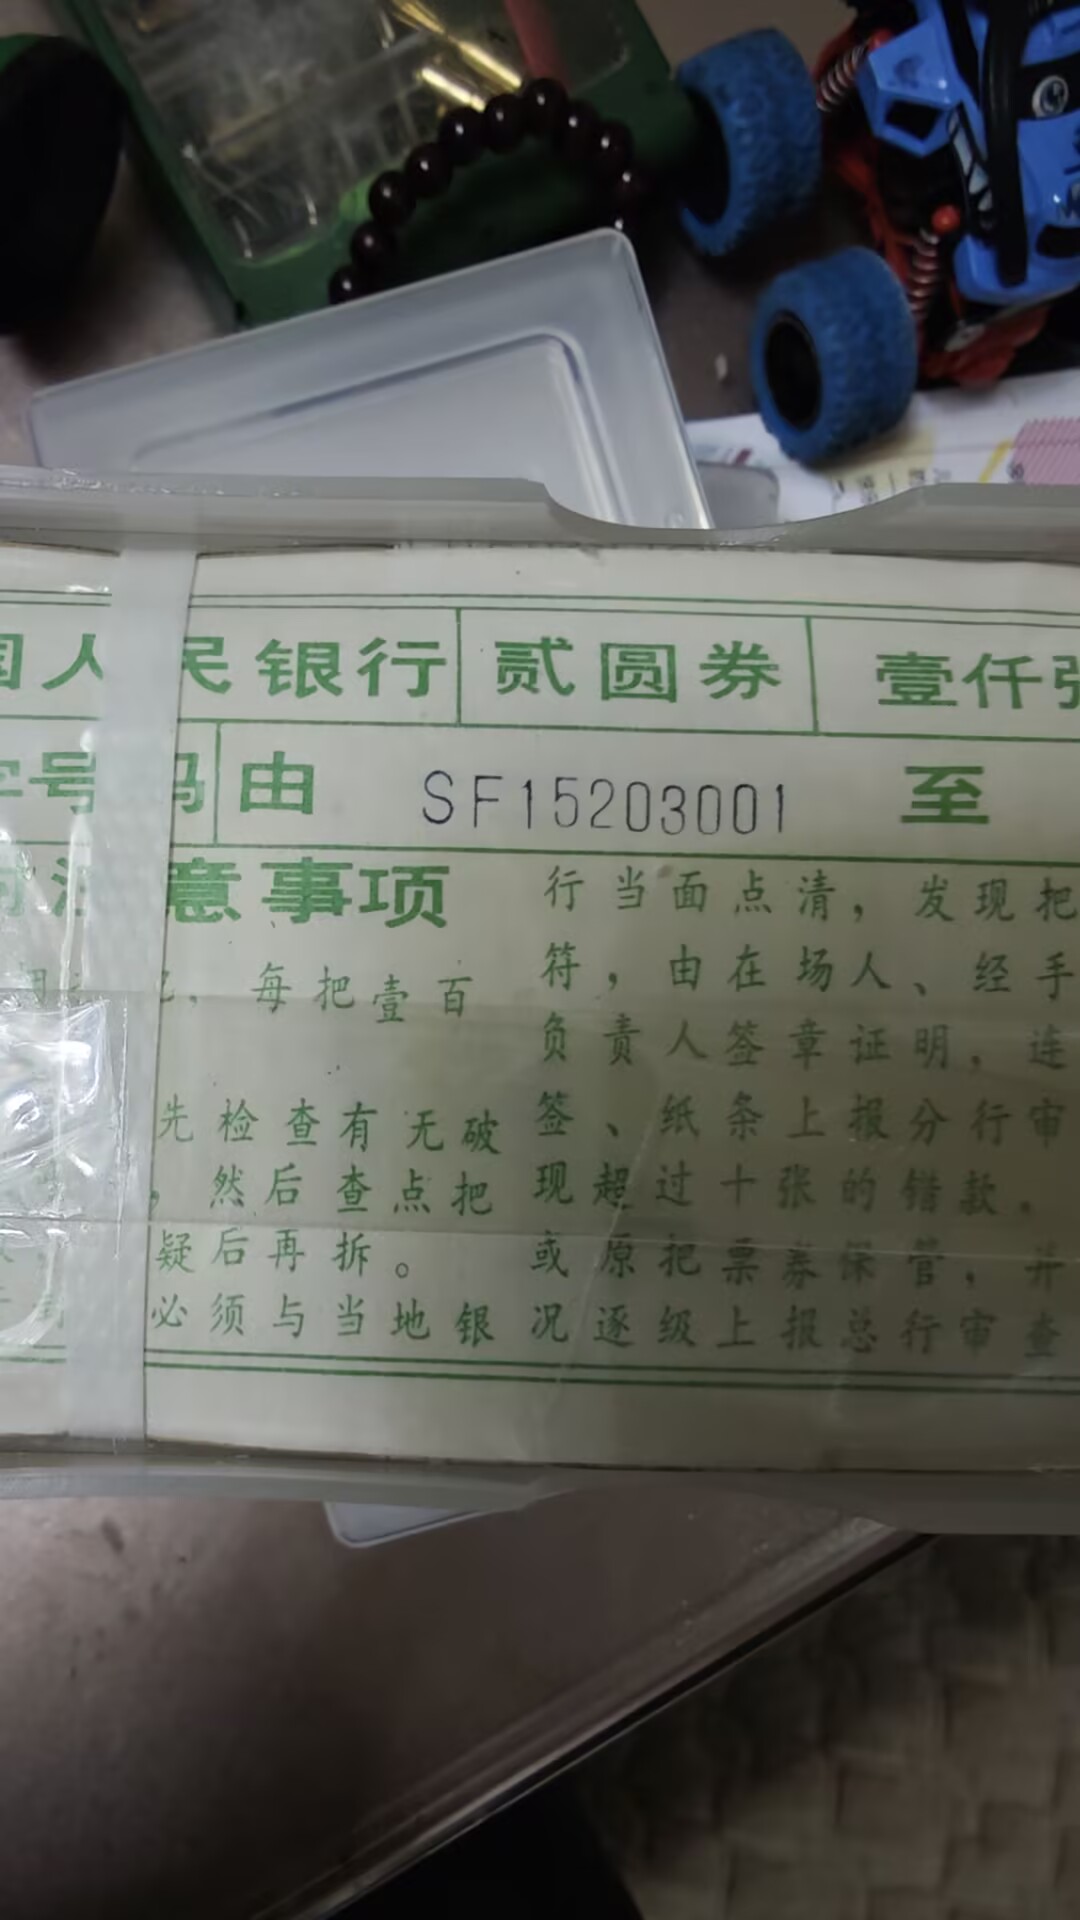 国人民银行 贰圆券 壹仟张
字号码 由 SF15203001 至
意事项
每把壹百
先检查有无破
，然后查点把
疑后再拆。
必须与当地银
行当面点清，发现把
符，由在场人、经手
负责人签章证明，连
签、纸条上报分行审
现超过十张的错款。
或原把票券保管，并
况逐级上报总行审查